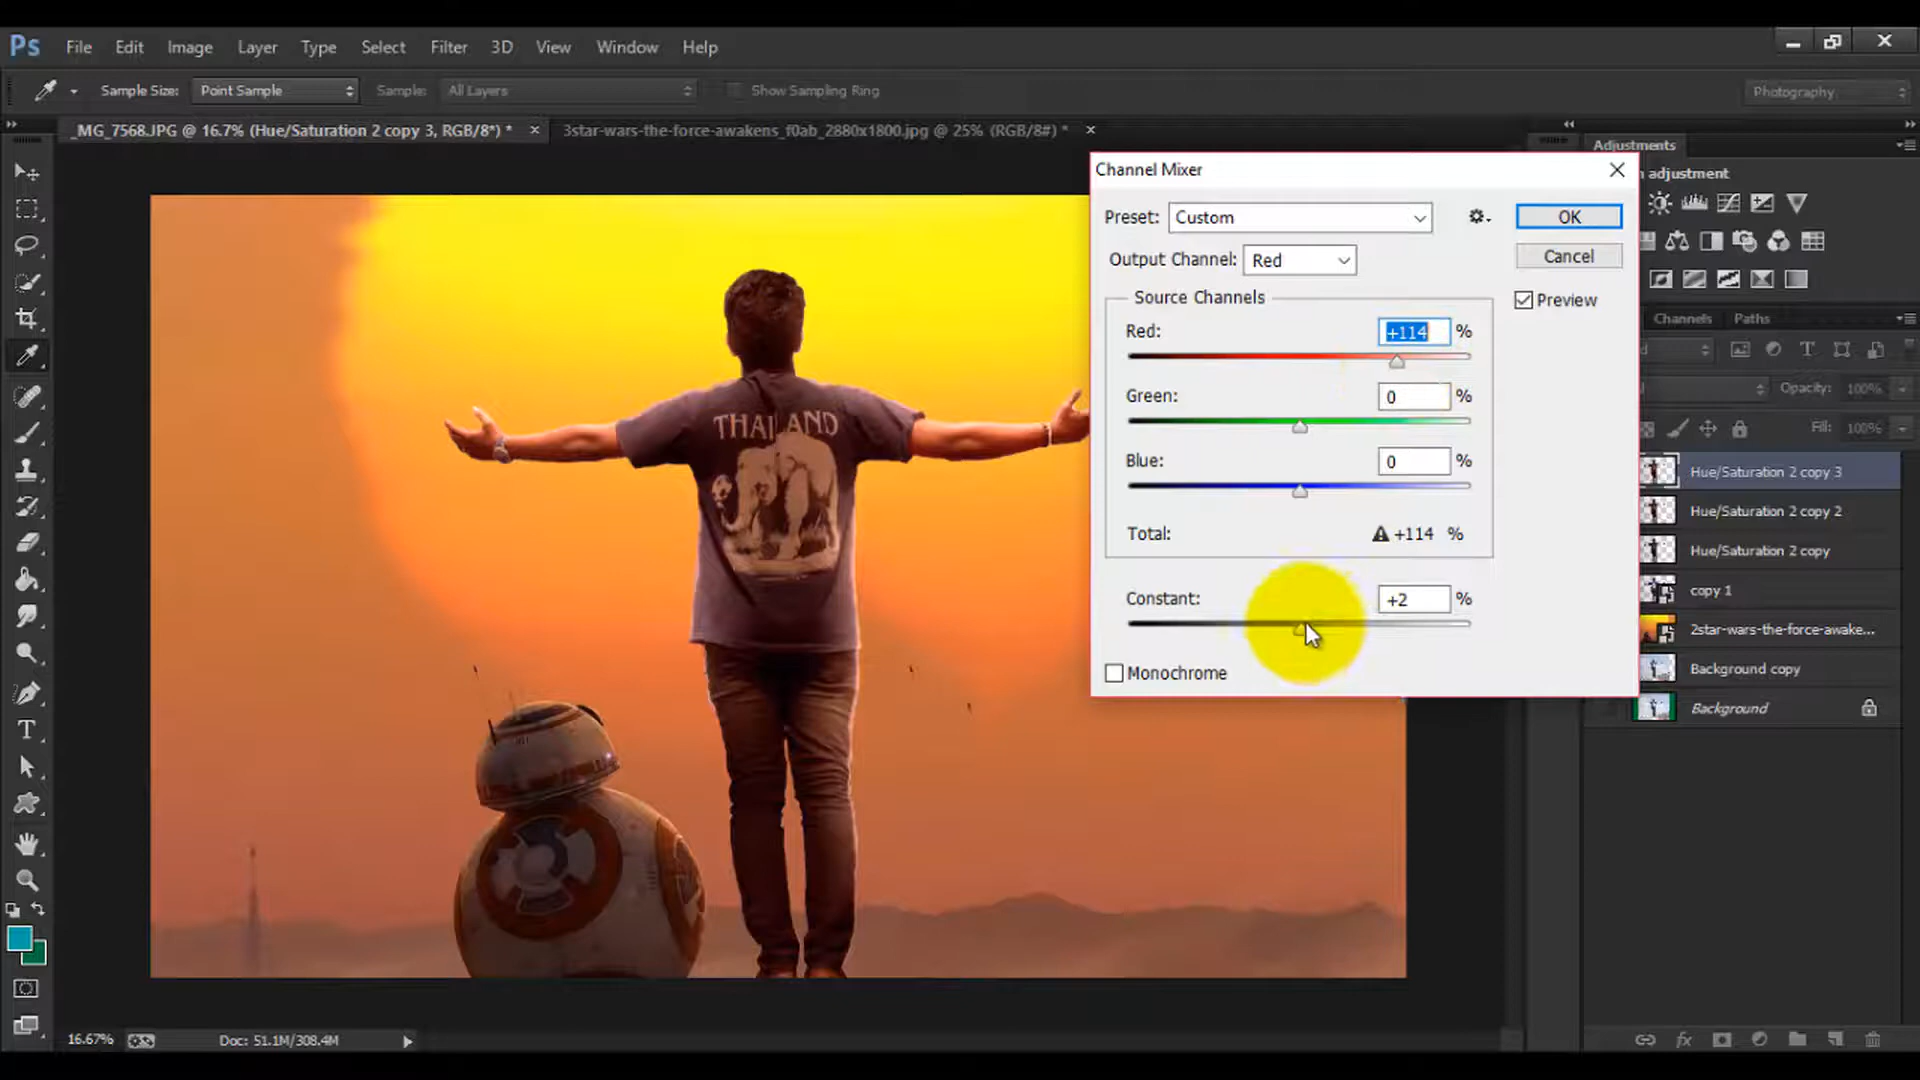 Ps File Edit Image Layer Type Select Filter 3D View Window Help
Sample Size: Point Sample Sample: All Layers Show Sampling Ring Photography
_MG_7568.JPG @ 16.7% (Hue/Saturation 2 copy 3, RGB/8*) * 3star-wars-the-force-awakens_f0ab_2880x1800.jpg @ 25% (RGB/8#) *
Adjustments
adjustment
Channel Mixer
Preset: Custom OK
Output Channel: Red Cancel
Source Channels Preview
Red: +114 %
Green: 0 %
Blue: 0 %
Total: +114 %
Constant: +2 %
Monochrome
Channels Paths
Opacity: 100%
Fill: 100%
Hue/Saturation 2 copy 3
Hue/Saturation 2 copy 2
Hue/Saturation 2 copy
copy 1
2star-wars-the-force-awake...
Background copy
Background
THAILAND
16.67% Doc: 51.1M/308.4M